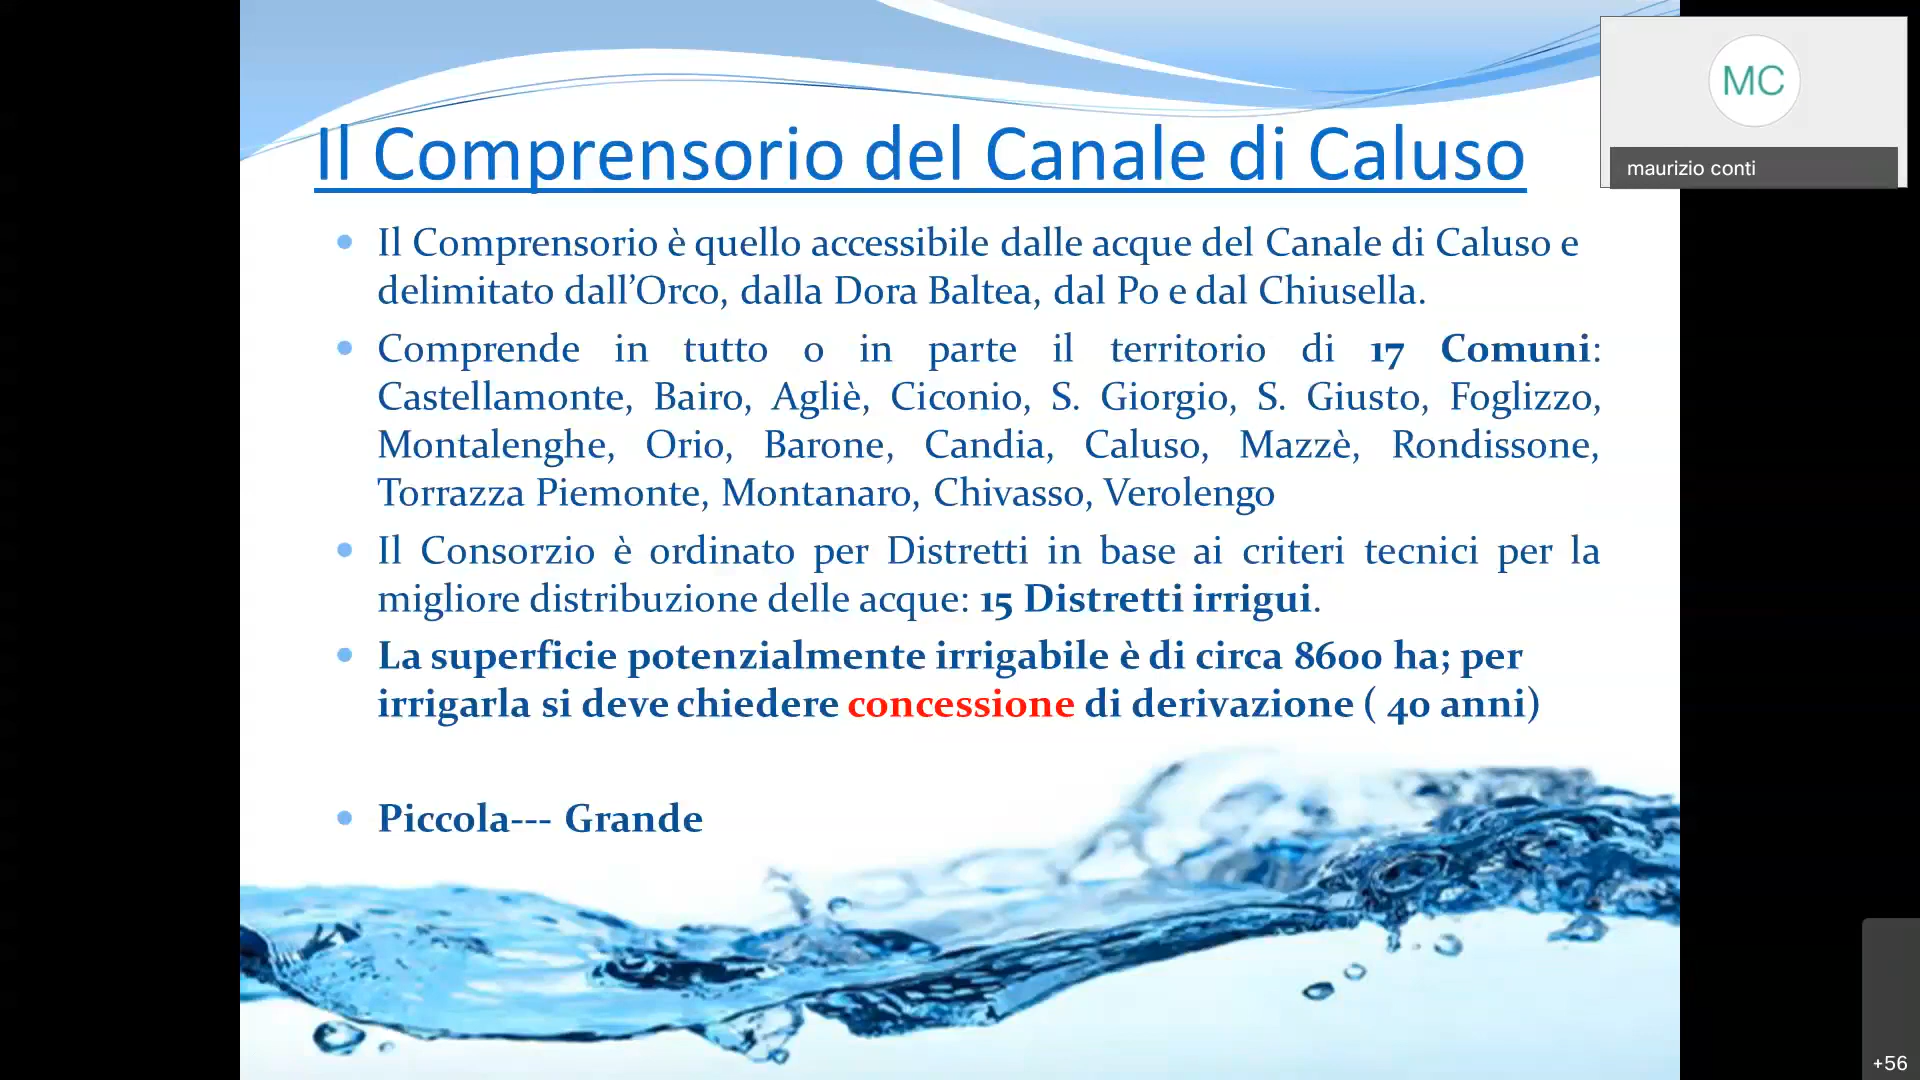 Il Comprensorio del Canale di Caluso
MC
maurizio conti
Il Comprensorio è quello accessibile dalle acque del Canale di Caluso e
delimitato dall’Orco, dalla Dora Baltea, dal Po e dal Chiusella.
Comprende in tutto o in parte il territorio di 17 Comuni:
Castellamonte, Bairo, Agliè, Ciconio, S. Giorgio, S. Giusto, Foglizzo,
Montalenghe, Orio, Barone, Candia, Caluso, Mazzè, Rondissone,
Torrazza Piemonte, Montanaro, Chivasso, Verolengo
Il Consorzio è ordinato per Distretti in base ai criteri tecnici per la
migliore distribuzione delle acque: 15 Distretti irrigui.
La superficie potenzialmente irrigabile è di circa 8600 ha; per
irrigarla si deve chiedere concessione di derivazione ( 40 anni)
Piccola--- Grande
+56